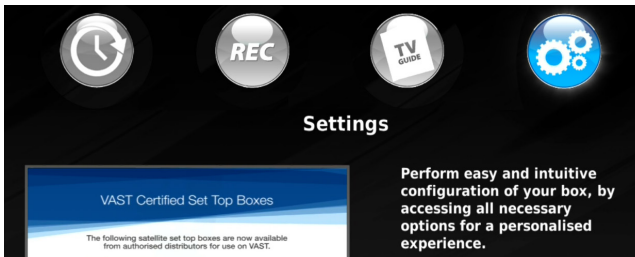 REC
TV
GUIDE
Settings
VAST Certified Set Top Boxes
The following satellite set top boxes are now available
from authorised distributors for use on VAST.
Perform easy and intuitive
configuration of your box, by
accessing all necessary
options for a personalised
experience.